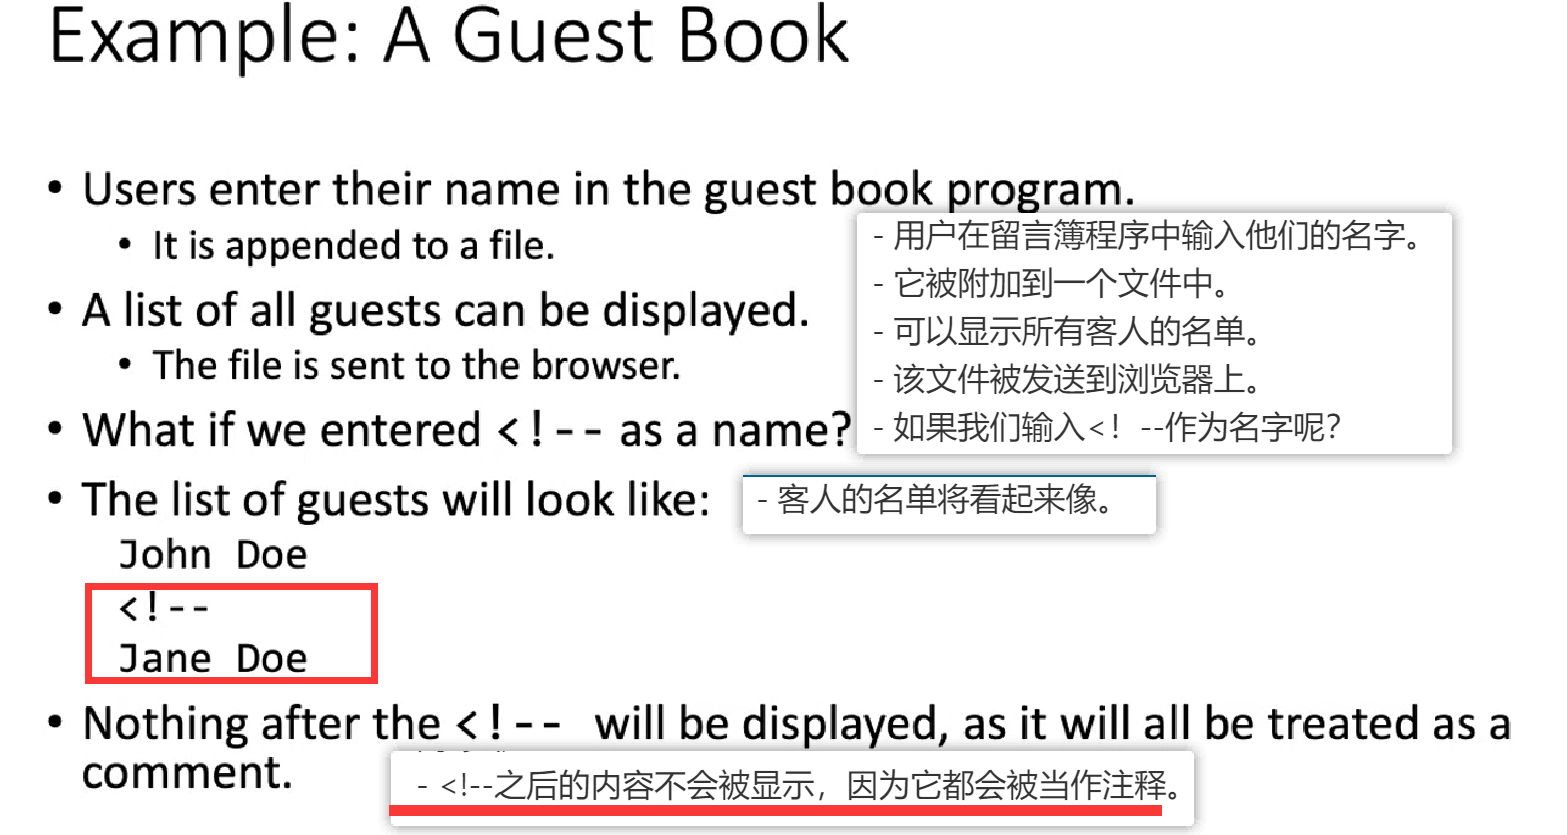 Example: A Guest Book
• Users enter their name in the guest book program.
• It is appended to a file.
• A list of all guests can be displayed.
• The file is sent to the browser.
• What if we entered <!-- as a name?
- 用户在留言簿程序中输入他们的名字。
- 它被附加到一个文件中。
- 可以显示所有客人的名单。
- 该文件被发送到浏览器上。
- 如果我们输入<！--作为名字呢？
• The list of guests will look like:
- 客人的名单将看起来像。
John Doe
<!--
Jane Doe
• Nothing after the <!-- will be displayed, as it will all be treated as a
comment.
- <!--之后的内容不会被显示，因为它都会被当作注释。